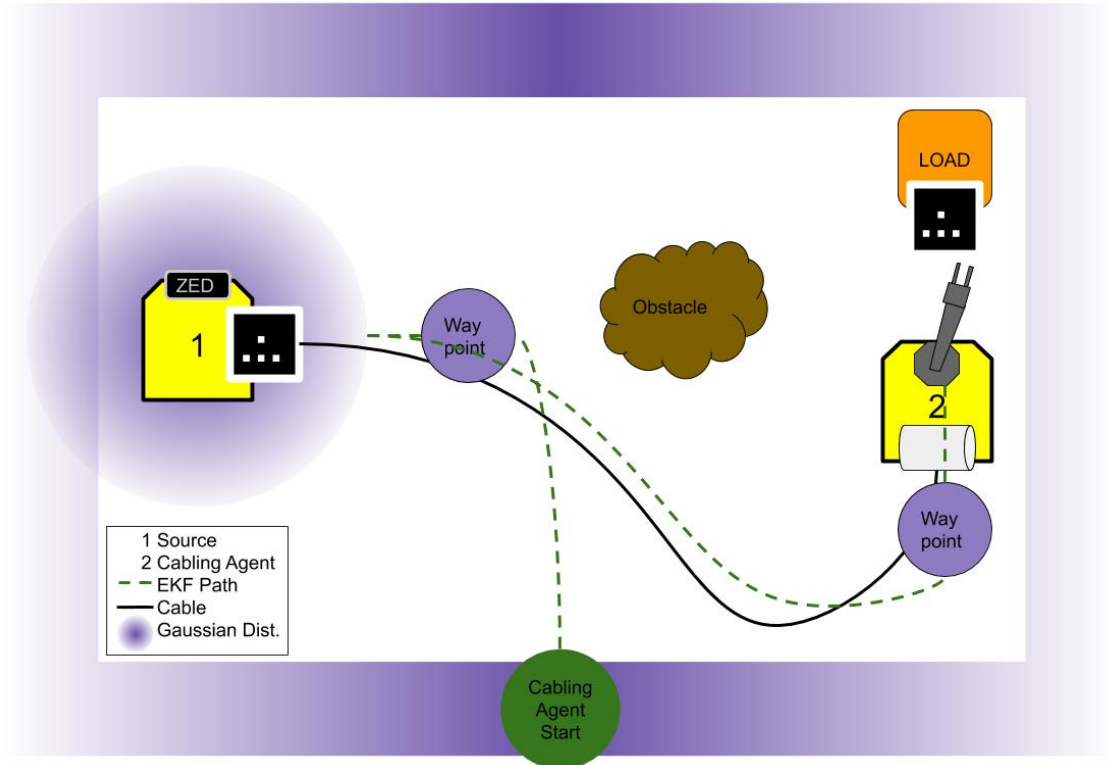 LOAD
ZED
1
Way
point
Obstacle
2
Way
point
1 Source
2 Cabling Agent
EKF Path
Cable
Gaussian Dist.
Cabling
Agent
Start